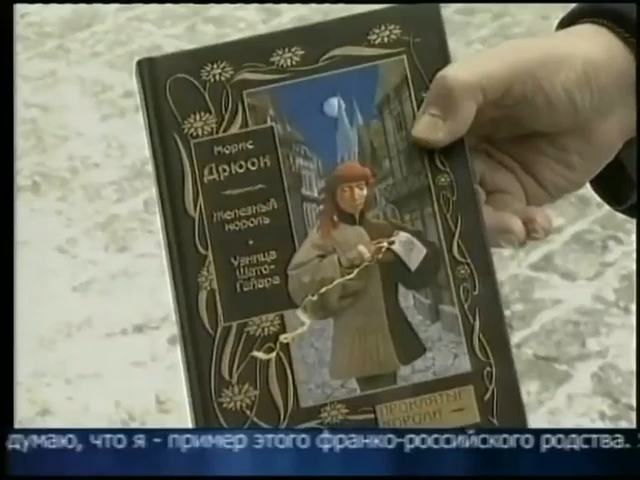 Морис
Дрюон
Железный
король
•
Узница
Шато-
Гайара
ПРОКЛЯТЫЕ
КОРОЛИ
думаю, что я - пример этого франко-российского родства.